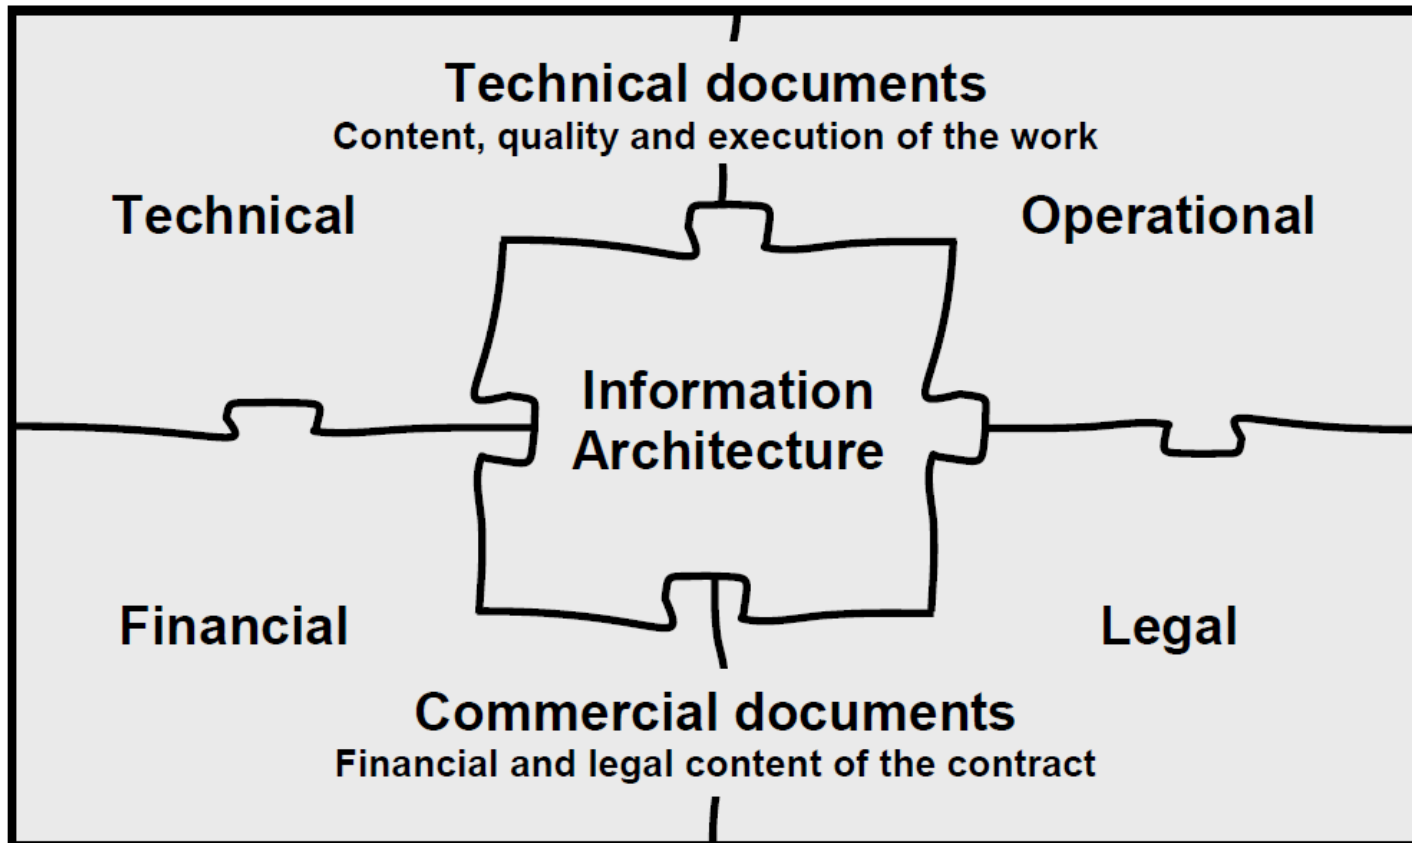 Technical documents
Content, quality and execution of the work
Technical
Operational
Information
Architecture
Financial
Legal
Commercial documents
Financial and legal content of the contract